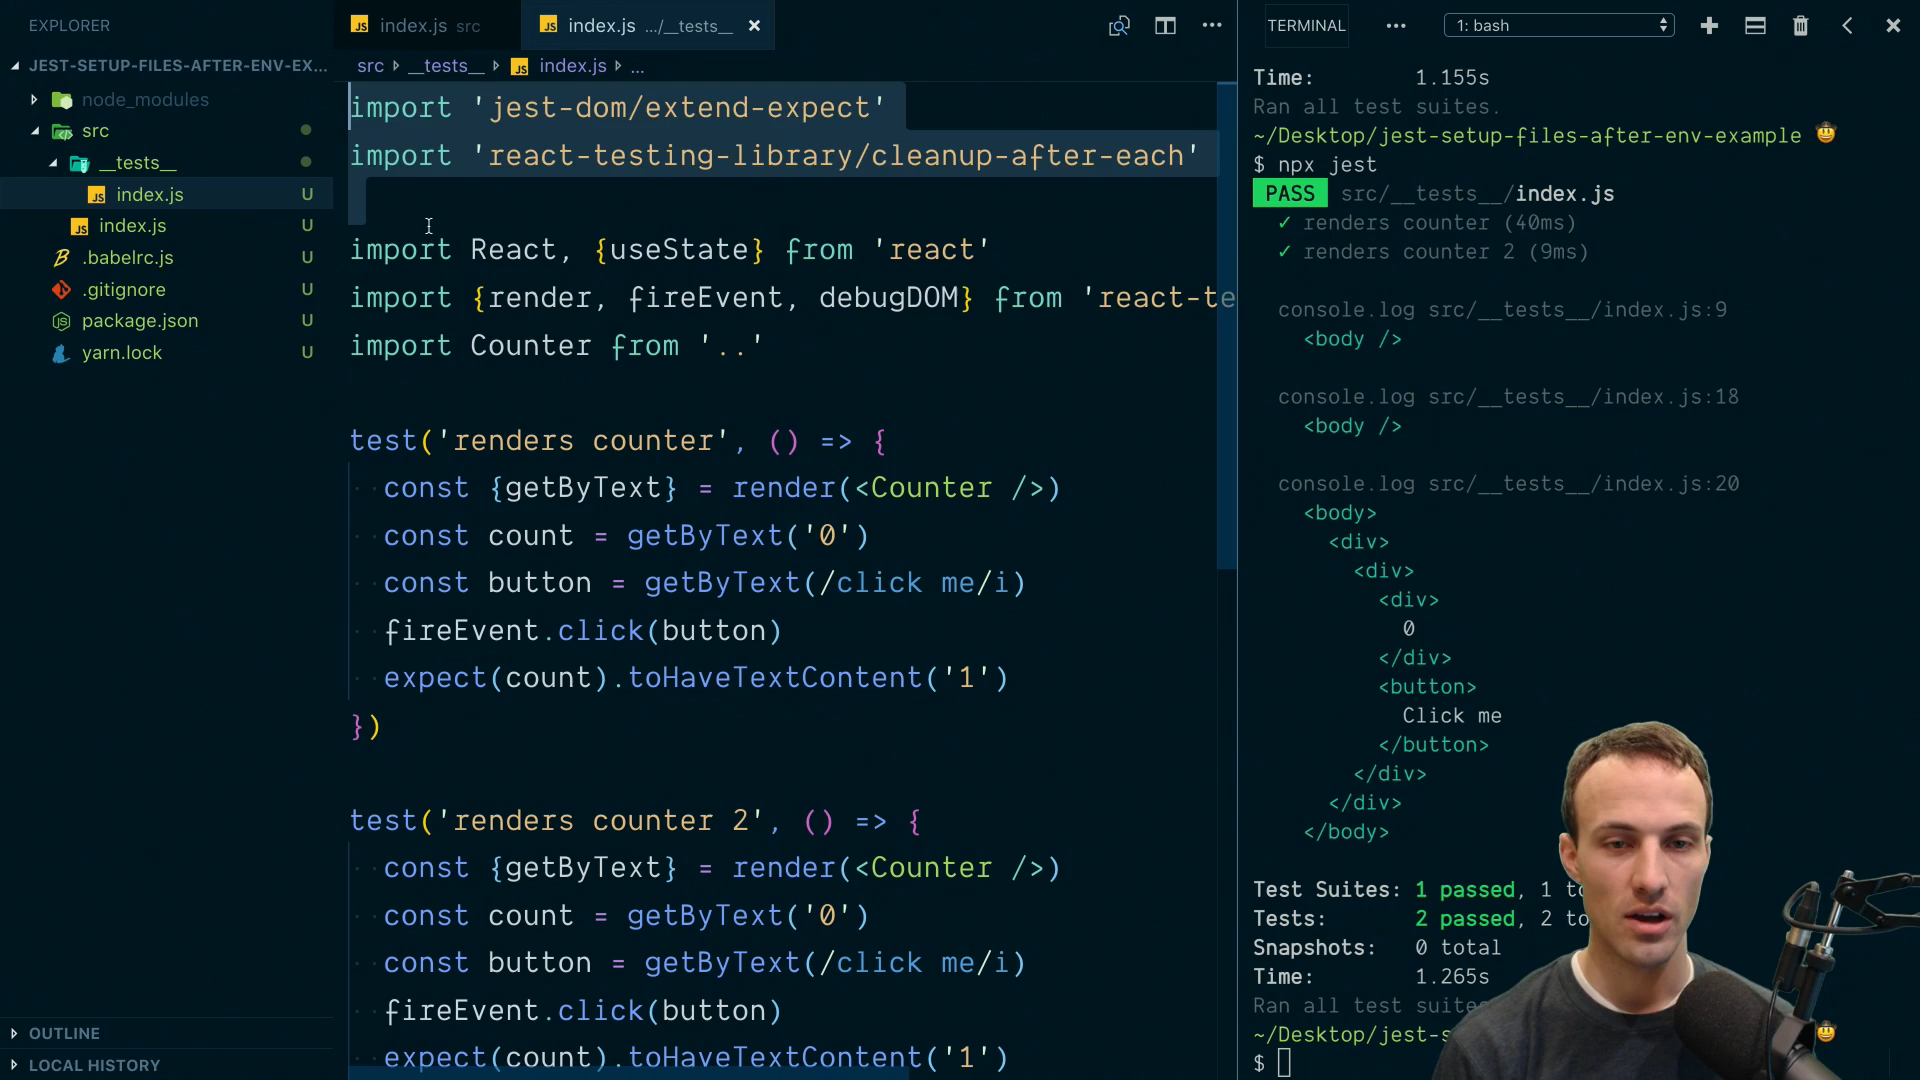 EXPLORER
JEST-SETUP-FILES-AFTER-ENV-EX...
node_modules
src
__tests__
index.js U
index.js U
.babelrc.js U
.gitignore U
package.json U
yarn.lock U
OUTLINE
LOCAL HISTORY
index.js src
index.js .../__tests__
src __tests__ index.js ...
import 'jest-dom/extend-expect'
import 'react-testing-library/cleanup-after-each'
import React, {useState} from 'react'
import {render, fireEvent, debugDOM} from 'react-te
import Counter from '..'
test('renders counter', () => {
const {getByText} = render(<Counter />)
const count = getByText('0')
const button = getByText(/click me/i)
fireEvent.click(button)
expect(count).toHaveTextContent('1')
})
test('renders counter 2', () => {
const {getByText} = render(<Counter />)
const count = getByText('0')
const button = getByText(/click me/i)
fireEvent.click(button)
expect(count).toHaveTextContent('1')
TERMINAL
1: bash
Time: 1.155s
Ran all test suites.
~/Desktop/jest-setup-files-after-env-example 🤠
$ npx jest
PASS src/__tests__/index.js
✓ renders counter (40ms)
✓ renders counter 2 (9ms)
console.log src/__tests__/index.js:9
<body />
console.log src/__tests__/index.js:18
<body />
console.log src/__tests__/index.js:20
<body>
<div>
<div>
<div>
0
</div>
<button>
Click me
</button>
</div>
</div>
</body>
Test Suites: 1 passed, 1 to
Tests: 2 passed, 2 to
Snapshots: 0 total
Time: 1.265s
Ran all test suite
~/Desktop/jest-s 🤠
$